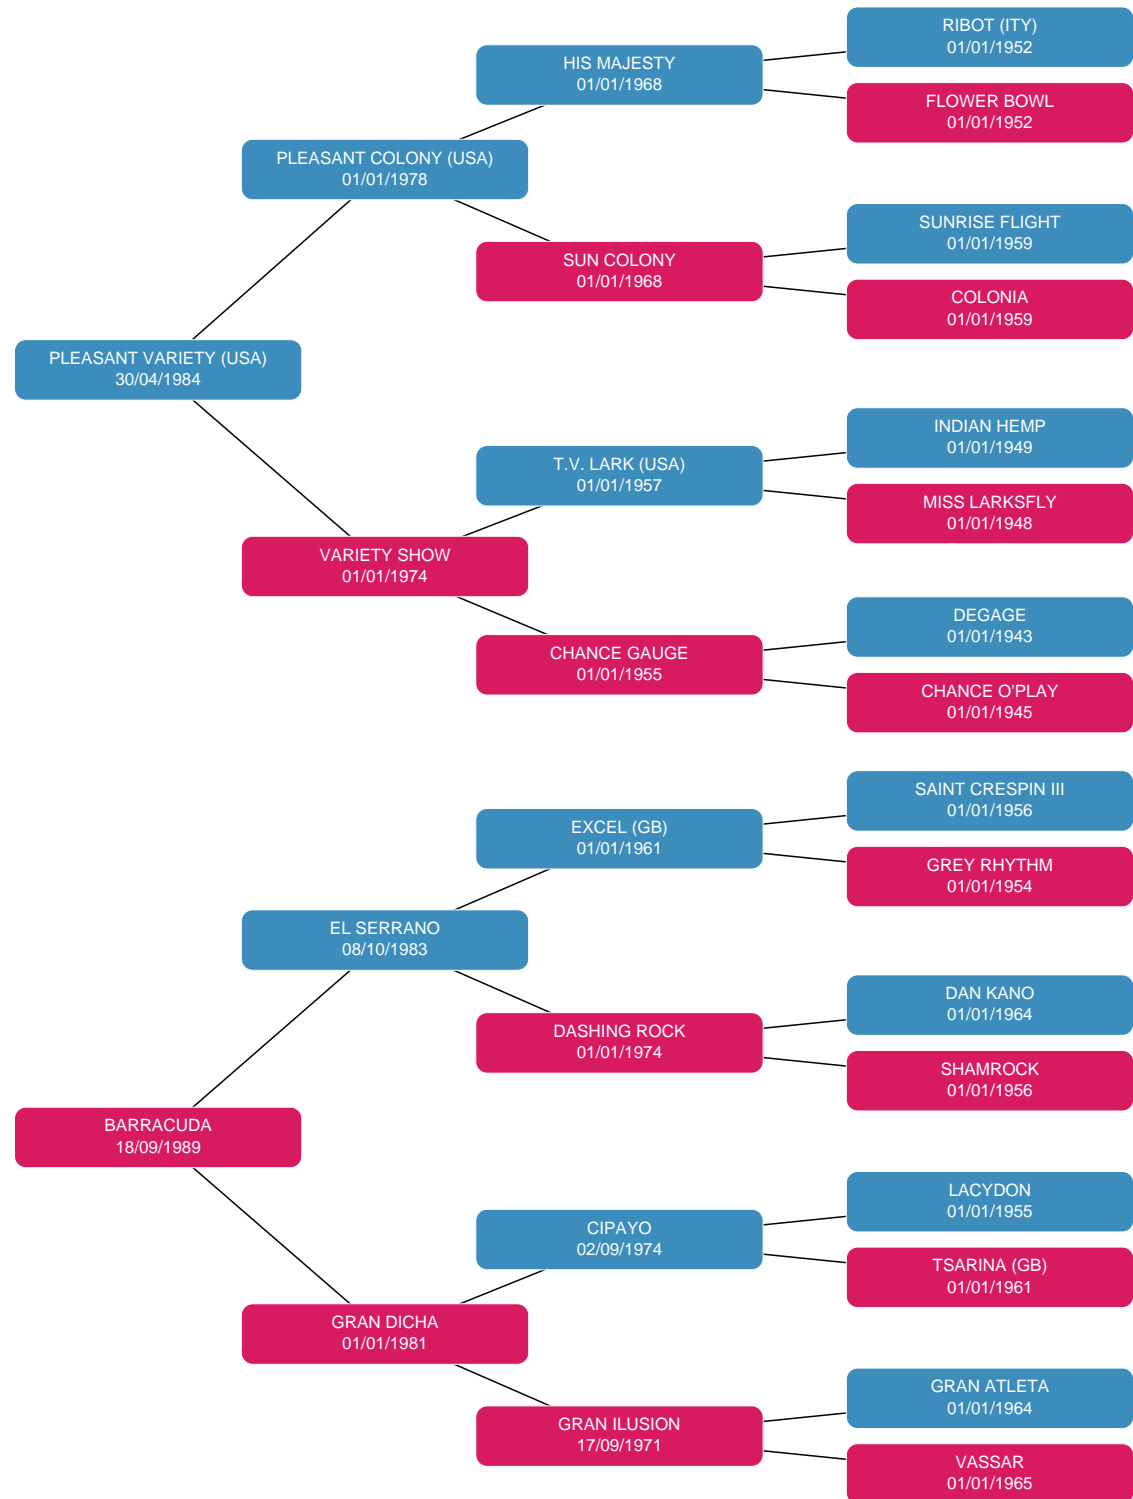 RIBOT (ITY)
01/01/1952
HIS MAJESTY
01/01/1968
FLOWER BOWL
01/01/1952
PLEASANT COLONY (USA)
01/01/1978
SUNRISE FLIGHT
01/01/1959
SUN COLONY
01/01/1968
COLONIA
01/01/1959
PLEASANT VARIETY (USA)
30/04/1984
INDIAN HEMP
01/01/1949
T.V. LARK (USA)
01/01/1957
MISS LARKSFLY
01/01/1948
VARIETY SHOW
01/01/1974
DEGAGE
01/01/1943
CHANCE GAUGE
01/01/1955
CHANCE O'PLAY
01/01/1945
SAINT CRESPIN III
01/01/1956
EXCEL (GB)
01/01/1961
GREY RHYTHM
01/01/1954
EL SERRANO
08/10/1983
DAN KANO
01/01/1964
DASHING ROCK
01/01/1974
SHAMROCK
01/01/1956
BARRACUDA
18/09/1989
LACYDON
01/01/1955
CIPAYO
02/09/1974
TSARINA (GB)
01/01/1961
GRAN DICHA
01/01/1981
GRAN ATLETA
01/01/1964
GRAN ILUSION
17/09/1971
VASSAR
01/01/1965